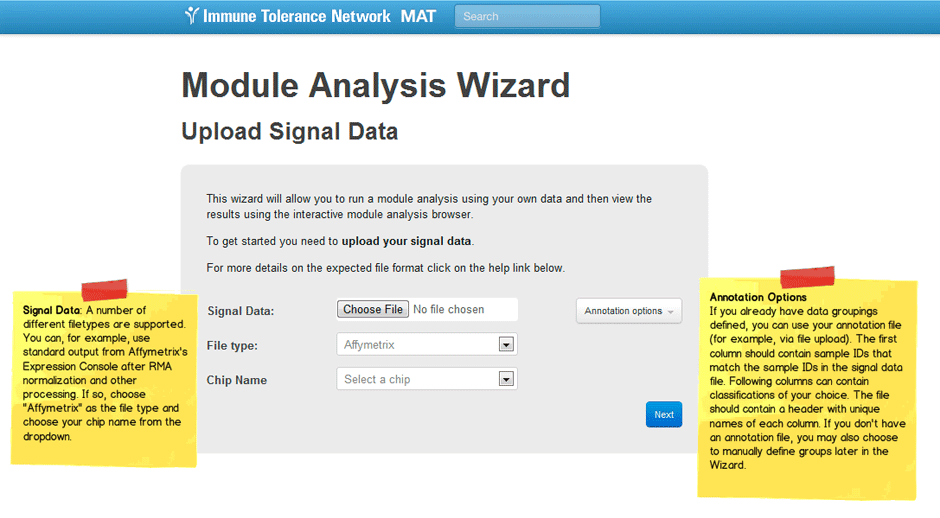 Immune Tolerance Network MAT
Search
Module Analysis Wizard
Upload Signal Data
This wizard will allow you to run a module analysis using your own data and then view the
results using the interactive module analysis browser.
To get started you need to upload your signal data.
For more details on the expected file format click on the help link below.
Signal Data:
Choose File No file chosen
Annotation options
File type:
Affymetrix
Chip Name
Select a chip
Next
Signal Data: A number of
different filetypes are supported.
You can, for example, use
standard output from Affymetrix's
Expression Console after RMA
normalization and other
processing. If so, choose
"Affymetrix" as the file type and
choose your chip name from the
dropdown.
Annotation Options
If you already have data groupings
defined, you can use your annotation file
(for example, via file upload). The first
column should contain sample IDs that
match the sample IDs in the signal data
file. Following columns can contain
classifications of your choice. The file
should contain a header with unique
names of each column. If you don't have
an annotation file, you may also choose
to manually define groups later in the
Wizard.